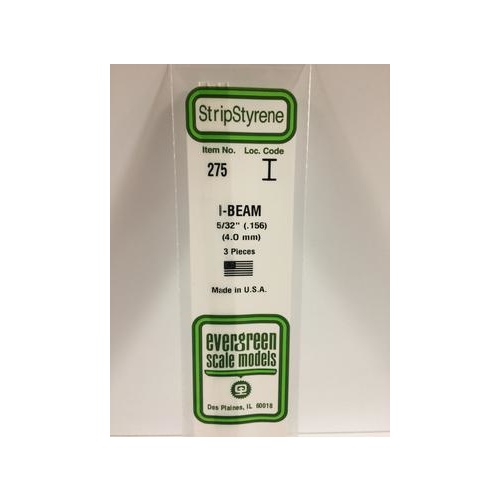 StripStyrene
Item No. Loc. Code
275 I
I-BEAM
5/32" (.156)
(4.0 mm)
3 Pieces
Made in U.S.A.
evergreen
scale models
Des Plaines, IL 60018